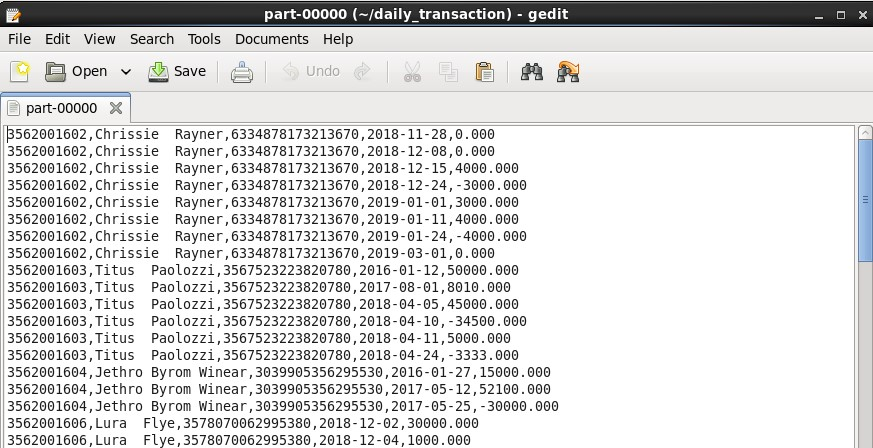 part-00000 (~/daily_transaction) - gedit
File Edit View Search Tools Documents Help
Open Save Undo
part-00000
3562001602,Chrissie  Rayner,6334878173213670,2018-11-28,0.000
3562001602,Chrissie  Rayner,6334878173213670,2018-12-08,0.000
3562001602,Chrissie  Rayner,6334878173213670,2018-12-15,4000.000
3562001602,Chrissie  Rayner,6334878173213670,2018-12-24,-3000.000
3562001602,Chrissie  Rayner,6334878173213670,2019-01-01,3000.000
3562001602,Chrissie  Rayner,6334878173213670,2019-01-11,4000.000
3562001602,Chrissie  Rayner,6334878173213670,2019-01-24,-4000.000
3562001602,Chrissie  Rayner,6334878173213670,2019-03-01,0.000
3562001603,Titus  Paolozzi,3567523223820780,2016-01-12,50000.000
3562001603,Titus  Paolozzi,3567523223820780,2017-08-01,8010.000
3562001603,Titus  Paolozzi,3567523223820780,2018-04-05,45000.000
3562001603,Titus  Paolozzi,3567523223820780,2018-04-10,-34500.000
3562001603,Titus  Paolozzi,3567523223820780,2018-04-11,5000.000
3562001603,Titus  Paolozzi,3567523223820780,2018-04-24,-3333.000
3562001604,Jethro Byrom Winear,3039905356295530,2016-01-27,15000.000
3562001604,Jethro Byrom Winear,3039905356295530,2017-05-12,52100.000
3562001604,Jethro Byrom Winear,3039905356295530,2017-05-25,-30000.000
3562001606,Lura  Flye,3578070062995380,2018-12-02,30000.000
3562001606,Lura  Flye,3578070062995380,2018-12-04,1000.000